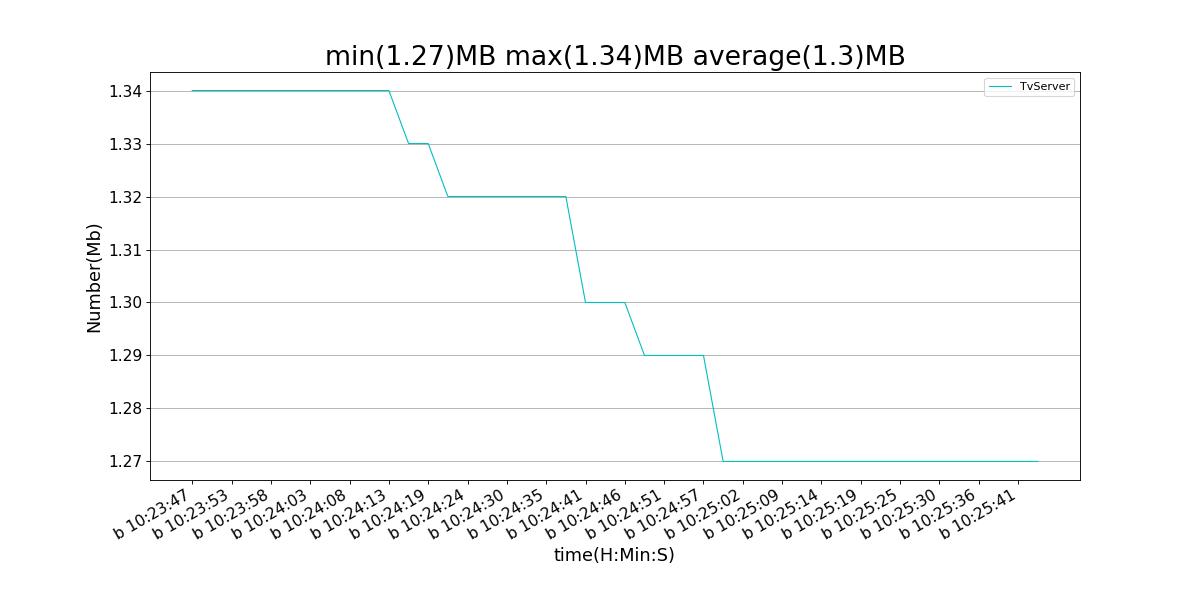 min(1.27)MB max(1.34)MB average(1.3)MB
TvServer
1.34
1.33
1.32
1.31
1.30
1.29
1.28
1.27
Number(Mb)
b 10:23:47
b 10:23:53
b 10:23:58
b 10:24:03
b 10:24:08
b 10:24:13
b 10:24:19
b 10:24:24
b 10:24:30
b 10:24:35
b 10:24:41
b 10:24:46
b 10:24:51
b 10:24:57
b 10:25:02
b 10:25:09
b 10:25:14
b 10:25:19
b 10:25:25
b 10:25:30
b 10:25:36
b 10:25:41
time(H:Min:S)